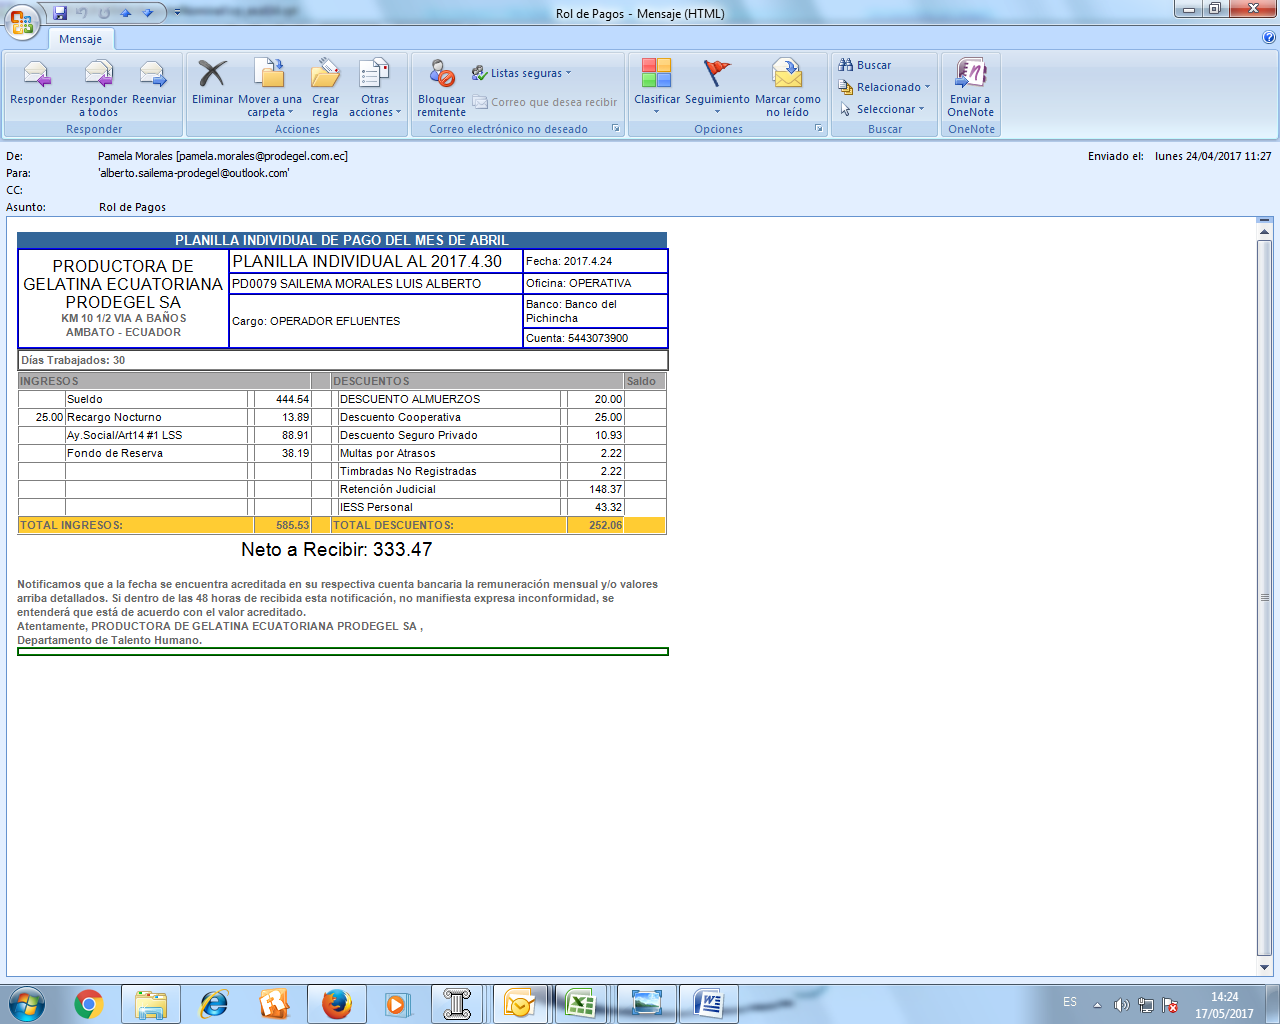 Rol de Pagos - Mensaje (HTML)
Mensaje
Responder
Responder a todos
Reenviar
Responder
Eliminar
Mover a una carpeta
Crear regla
Otras acciones
Acciones
Bloquear remitente
Listas seguras
Correo que desea recibir
Correo electrónico no deseado
Clasificar
Seguimiento
Marcar como no leído
Opciones
Buscar
Relacionado
Seleccionar
Buscar
Enviar a OneNote
OneNote
De: Pamela Morales [pamela.morales@prodegel.com.ec] Enviado el: lunes 24/04/2017 11:27
Para: 'alberto.sailema-prodegel@outlook.com'
CC:
Asunto: Rol de Pagos
PLANILLA INDIVIDUAL DE PAGO DEL MES DE ABRIL
PRODUCTORA DE
GELATINA ECUATORIANA
PRODEGEL SA
KM 10 1/2 VIA A BAÑOS
AMBATO - ECUADOR
PLANILLA INDIVIDUAL AL 2017.4.30
Fecha: 2017.4.24
PD0079 SAILEMA MORALES LUIS ALBERTO
Oficina: OPERATIVA
Cargo: OPERADOR EFLUENTES
Banco: Banco del
Pichincha
Cuenta: 5443073900
Días Trabajados: 30
INGRESOS DESCUENTOS Saldo
Sueldo 444.54 DESCUENTO ALMUERZOS 20.00
25.00 Recargo Nocturno 13.89 Descuento Cooperativa 25.00
Ay.Social/Art14 #1 LSS 88.91 Descuento Seguro Privado 10.93
Fondo de Reserva 38.19 Multas por Atrasos 2.22
Timbradas No Registradas 2.22
Retención Judicial 148.37
IESS Personal 43.32
TOTAL INGRESOS: 585.53 TOTAL DESCUENTOS: 252.06
Neto a Recibir: 333.47
Notificamos que a la fecha se encuentra acreditada en su respectiva cuenta bancaria la remuneración mensual y/o valores
arriba detallados. Si dentro de las 48 horas de recibida esta notificación, no manifiesta expresa inconformidad, se
entenderá que está de acuerdo con el valor acreditado.
Atentamente, PRODUCTORA DE GELATINA ECUATORIANA PRODEGEL SA ,
Departamento de Talento Humano.
ES
14:24
17/05/2017